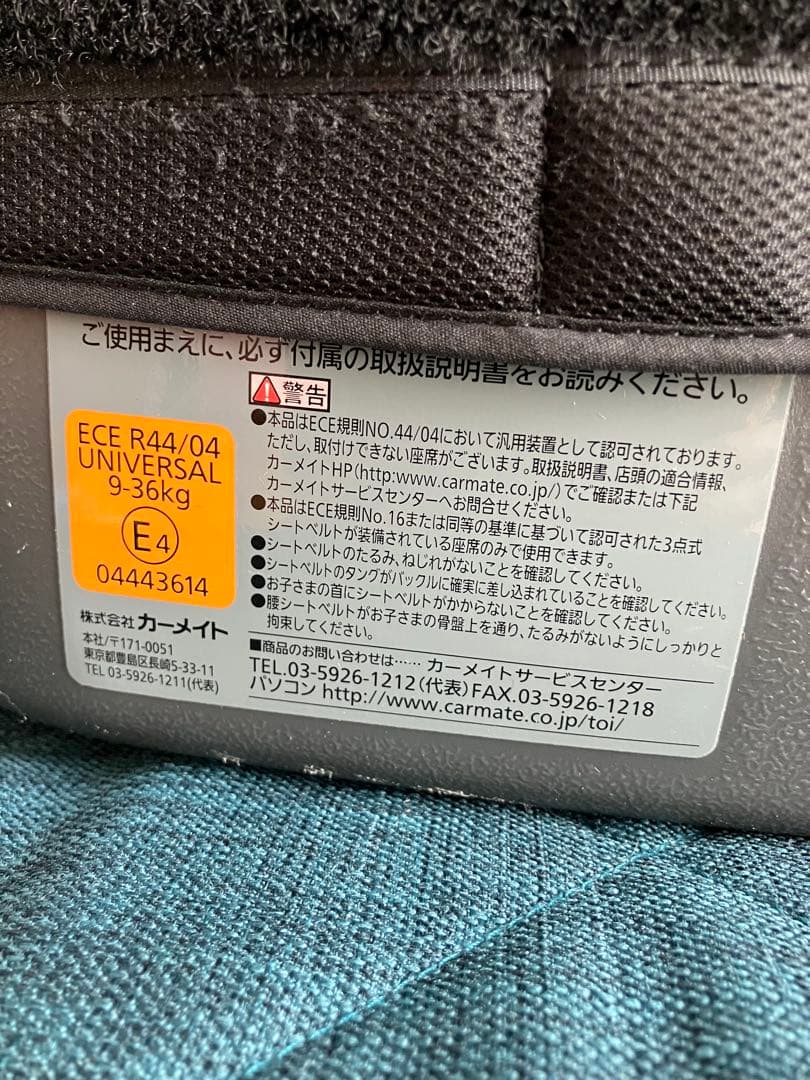 ご使用まえに、必ず付属の取扱説明書をお読みください。
警告
●本品はECE規則NO.44/04において汎用装置として認可されております。
ただし、取付けできない座席がございます。取扱説明書、店頭の適合情報、
カーメイトHP(http:www.carmate.co.jp/)でご確認または下記
カーメイトサービスセンターへお問合せください。
●本品はECE規則No.16または同等の基準に基づいて認可された3点式
シートベルトが装備されている座席のみで使用できます。
●シートベルトのたるみ、ねじれがないことを確認してください。
●シートベルトのタングがバックルに確実に差し込まれていることを確認してください。
●お子さまの首にシートベルトがかからないことを確認してください。
●腰シートベルトがお子さまの骨盤上を通り、たるみがないようにしっかりと
拘束してください。
■商品のお問い合わせは…… カーメイトサービスセンター
TEL.03-5926-1212(代表)FAX.03-5926-1218
パソコン http://www.carmate.co.jp/toi/
ECE R44/04
UNIVERSAL
9-36kg
E4
04443614
株式会社 カーメイト
本社/〒171-0051
東京都豊島区長崎5-33-11
TEL 03-5926-1211(代表)